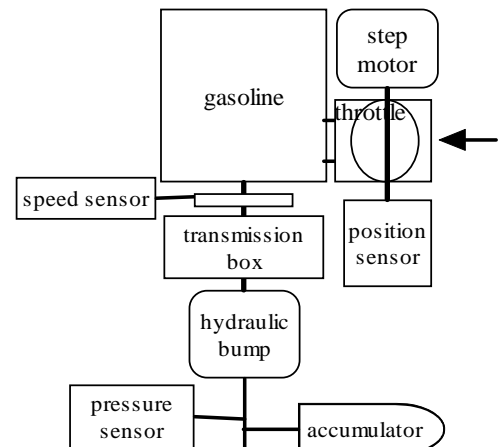 step
motor
gasoline
throttle
speed sensor
transmission
box
position
sensor
hydraulic
bump
pressure
sensor
accumulator